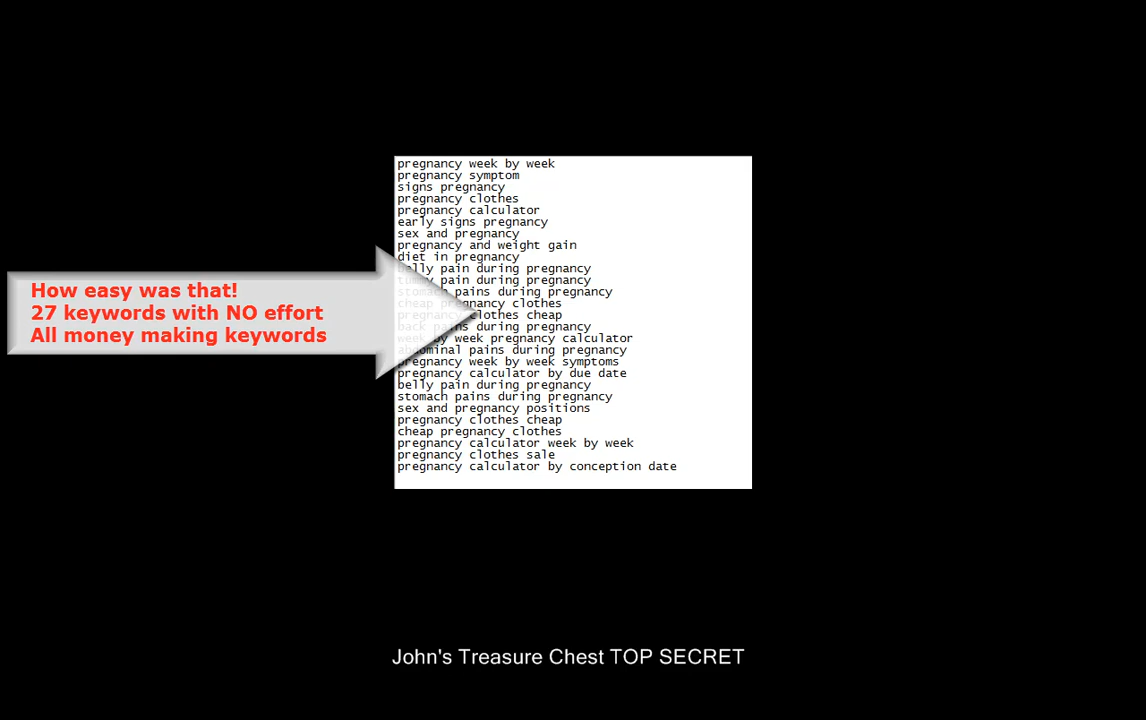 pregnancy week by week
pregnancy symptom
signs pregnancy
pregnancy clothes
pregnancy calculator
early signs pregnancy
sex and pregnancy
pregnancy and weight gain
diet in pregnancy
belly pain during pregnancy
tummy pain during pregnancy
stomach pains during pregnancy
cheap pregnancy clothes
pregnancy clothes cheap
back pains during pregnancy
week by week pregnancy calculator
abdominal pains during pregnancy
pregnancy week by week symptoms
pregnancy calculator by due date
belly pain during pregnancy
stomach pains during pregnancy
sex and pregnancy positions
pregnancy clothes cheap
cheap pregnancy clothes
pregnancy calculator week by week
pregnancy clothes sale
pregnancy calculator by conception date
How easy was that!
27 keywords with NO effort
All money making keywords
John's Treasure Chest TOP SECRET